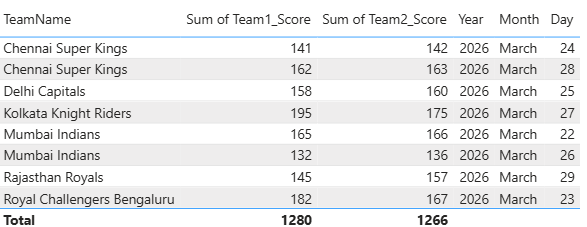 TeamName Sum of Team1_Score Sum of Team2_Score Year Month Day
Chennai Super Kings 141 142 2026 March 24
Chennai Super Kings 162 163 2026 March 28
Delhi Capitals 158 160 2026 March 25
Kolkata Knight Riders 195 175 2026 March 27
Mumbai Indians 165 166 2026 March 22
Mumbai Indians 132 136 2026 March 26
Rajasthan Royals 145 157 2026 March 29
Royal Challengers Bengaluru 182 167 2026 March 23
Total 1280 1266